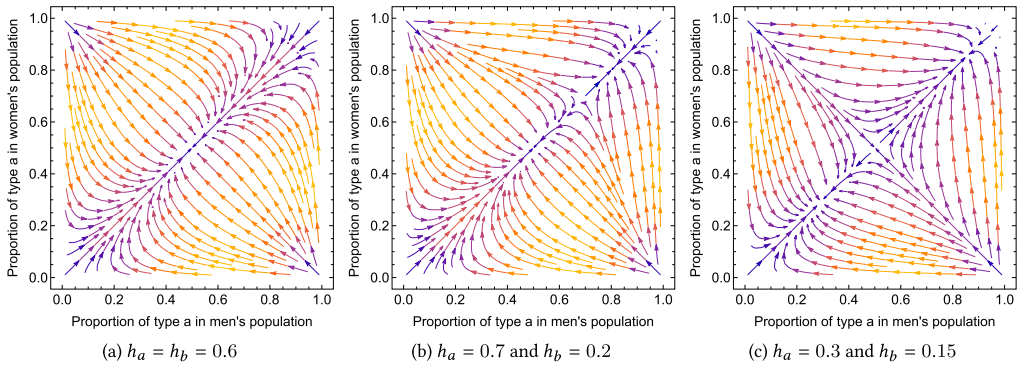 Proportion of type a in women's population
1.0
0.8
0.6
0.4
0.2
0.0
0.0 0.2 0.4 0.6 0.8 1.0
Proportion of type a in men's population
(a) hₐ = h_b = 0.6
Proportion of type a in women's population
1.0
0.8
0.6
0.4
0.2
0.0
0.0 0.2 0.4 0.6 0.8 1.0
Proportion of type a in men's population
(b) hₐ = 0.7 and h_b = 0.2
Proportion of type a in women's population
1.0
0.8
0.6
0.4
0.2
0.0
0.0 0.2 0.4 0.6 0.8 1.0
Proportion of type a in men's population
(c) hₐ = 0.3 and h_b = 0.15